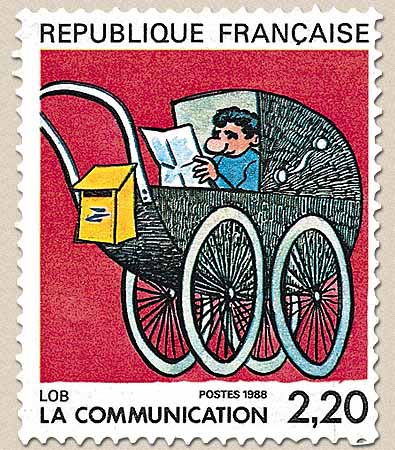 REPUBLIQUE FRANÇAISE
LOB
POSTES 1988
LA COMMUNICATION 2,20